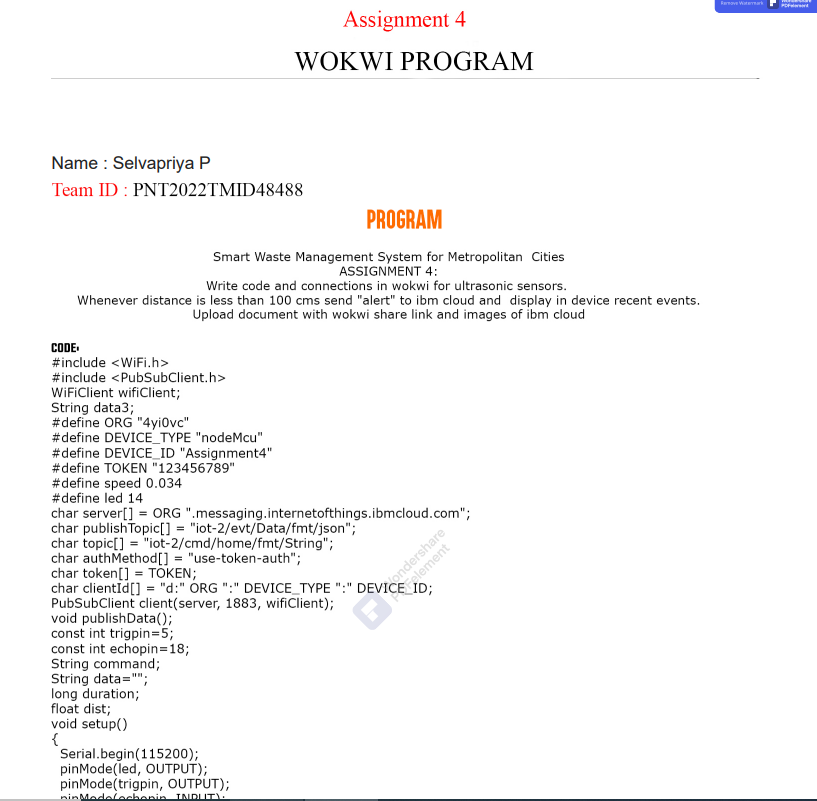 Remove Watermark
Wondershare
PDFelement
Assignment 4
WOKWI PROGRAM
Name : Selvapriya P
Team ID : PNT2022TMID48488
PROGRAM
Smart Waste Management System for Metropolitan  Cities
ASSIGNMENT 4:
Write code and connections in wokwi for ultrasonic sensors.
Whenever distance is less than 100 cms send "alert" to ibm cloud and  display in device recent events.
Upload document with wokwi share link and images of ibm cloud
CODE:
#include <WiFi.h>
#include <PubSubClient.h>
WiFiClient wifiClient;
String data3;
#define ORG "4yi0vc"
#define DEVICE_TYPE "nodeMcu"
#define DEVICE_ID "Assignment4"
#define TOKEN "123456789"
#define speed 0.034
#define led 14
char server[] = ORG ".messaging.internetofthings.ibmcloud.com";
char publishTopic[] = "iot-2/evt/Data/fmt/json";
char topic[] = "iot-2/cmd/home/fmt/String";
char authMethod[] = "use-token-auth";
char token[] = TOKEN;
char clientId[] = "d:" ORG ":" DEVICE_TYPE ":" DEVICE_ID;
PubSubClient client(server, 1883, wifiClient);
void publishData();
const int trigpin=5;
const int echopin=18;
String command;
String data="";
long duration;
float dist;
void setup()
{
Serial.begin(115200);
pinMode(led, OUTPUT);
pinMode(trigpin, OUTPUT);
pinMode(echopin, INPUT);
Wondershare
PDFelement